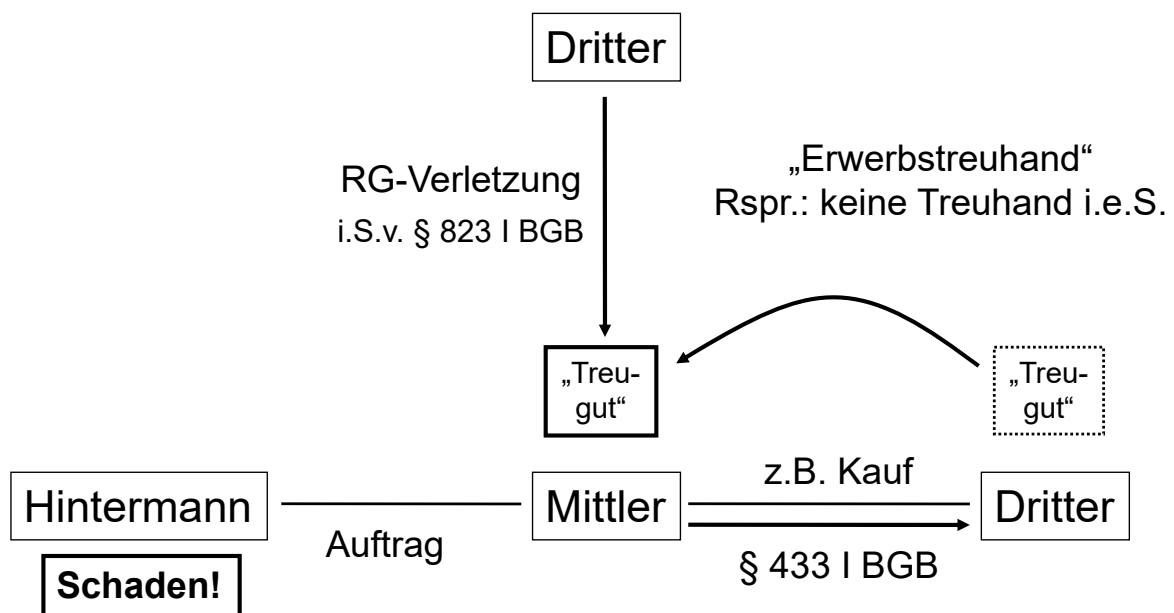 Dritter
„Erwerbstreuhand“
Rspr.: keine Treuhand i.e.S.
RG-Verletzung
i.S.v. § 823 I BGB
„Treu-
gut“
„Treu-
gut“
Hintermann
Auftrag
Mittler
z.B. Kauf
§ 433 I BGB
Dritter
Schaden!